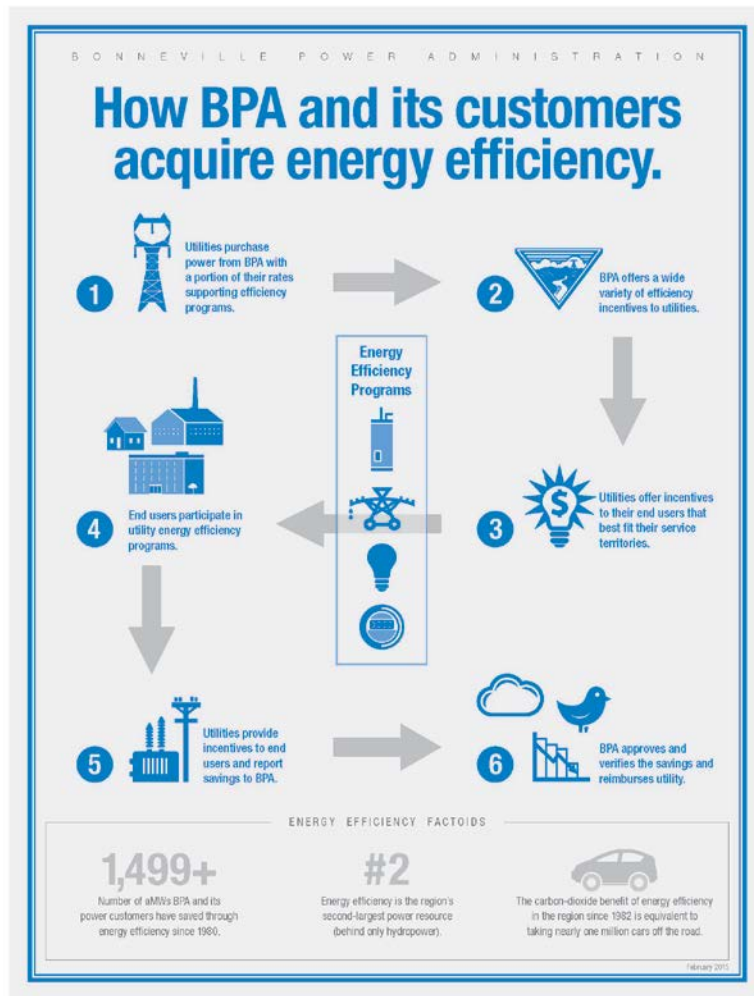 BONNEVILLE POWER ADMINISTRATION
How BPA and its customers
acquire energy efficiency.
1
Utilities purchase
power from BPA with
a portion of their rates
supporting efficiency
programs.
2
BPA offers a wide
variety of efficiency
incentives to utilities.
Energy
Efficiency
Programs
3
$
Utilities offer incentives
to their end users that
best fit their service
territories.
4
End users participate in
utility energy efficiency
programs.
5
Utilities provide
incentives to end
users and report
savings to BPA.
6
BPA approves and
verifies the savings and
reimburses utility.
ENERGY EFFICIENCY FACTOIDS
1,499+
Number of aMWs BPA and its
power customers have saved through
energy efficiency since 1980.
#2
Energy efficiency is the region's
second-largest power resource
(behind only hydropower).
The carbon-dioxide benefit of energy efficiency
in the region since 1982 is equivalent to
taking nearly one million cars off the road.
February